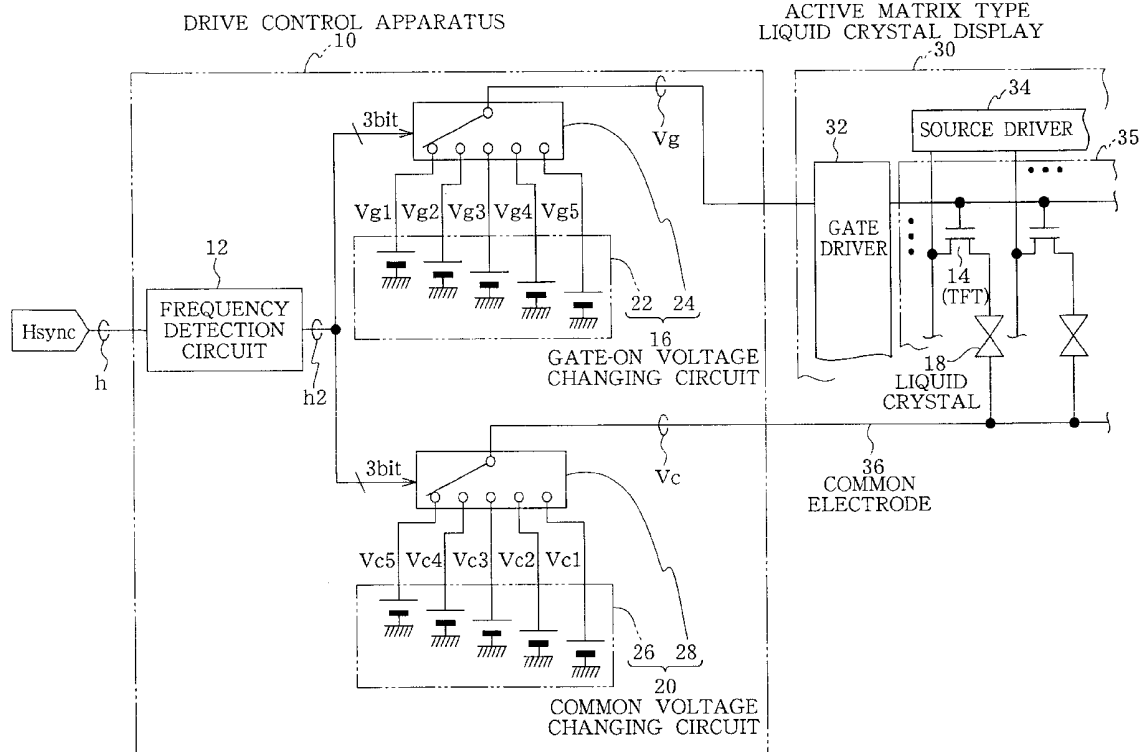 DRIVE CONTROL APPARATUS
10
ACTIVE MATRIX TYPE
LIQUID CRYSTAL DISPLAY
30
34
SOURCE DRIVER
32
35
3bit
Vg
Vg1 Vg2 Vg3 Vg4 Vg5
GATE
DRIVER
14
(TFT)
12
FREQUENCY
DETECTION
CIRCUIT
Hsync
h
h2
22 24
16
GATE-ON VOLTAGE
CHANGING CIRCUIT
18
LIQUID
CRYSTAL
3bit
Vc
36
COMMON
ELECTRODE
Vc5 Vc4 Vc3 Vc2 Vc1
26 28
20
COMMON VOLTAGE
CHANGING CIRCUIT